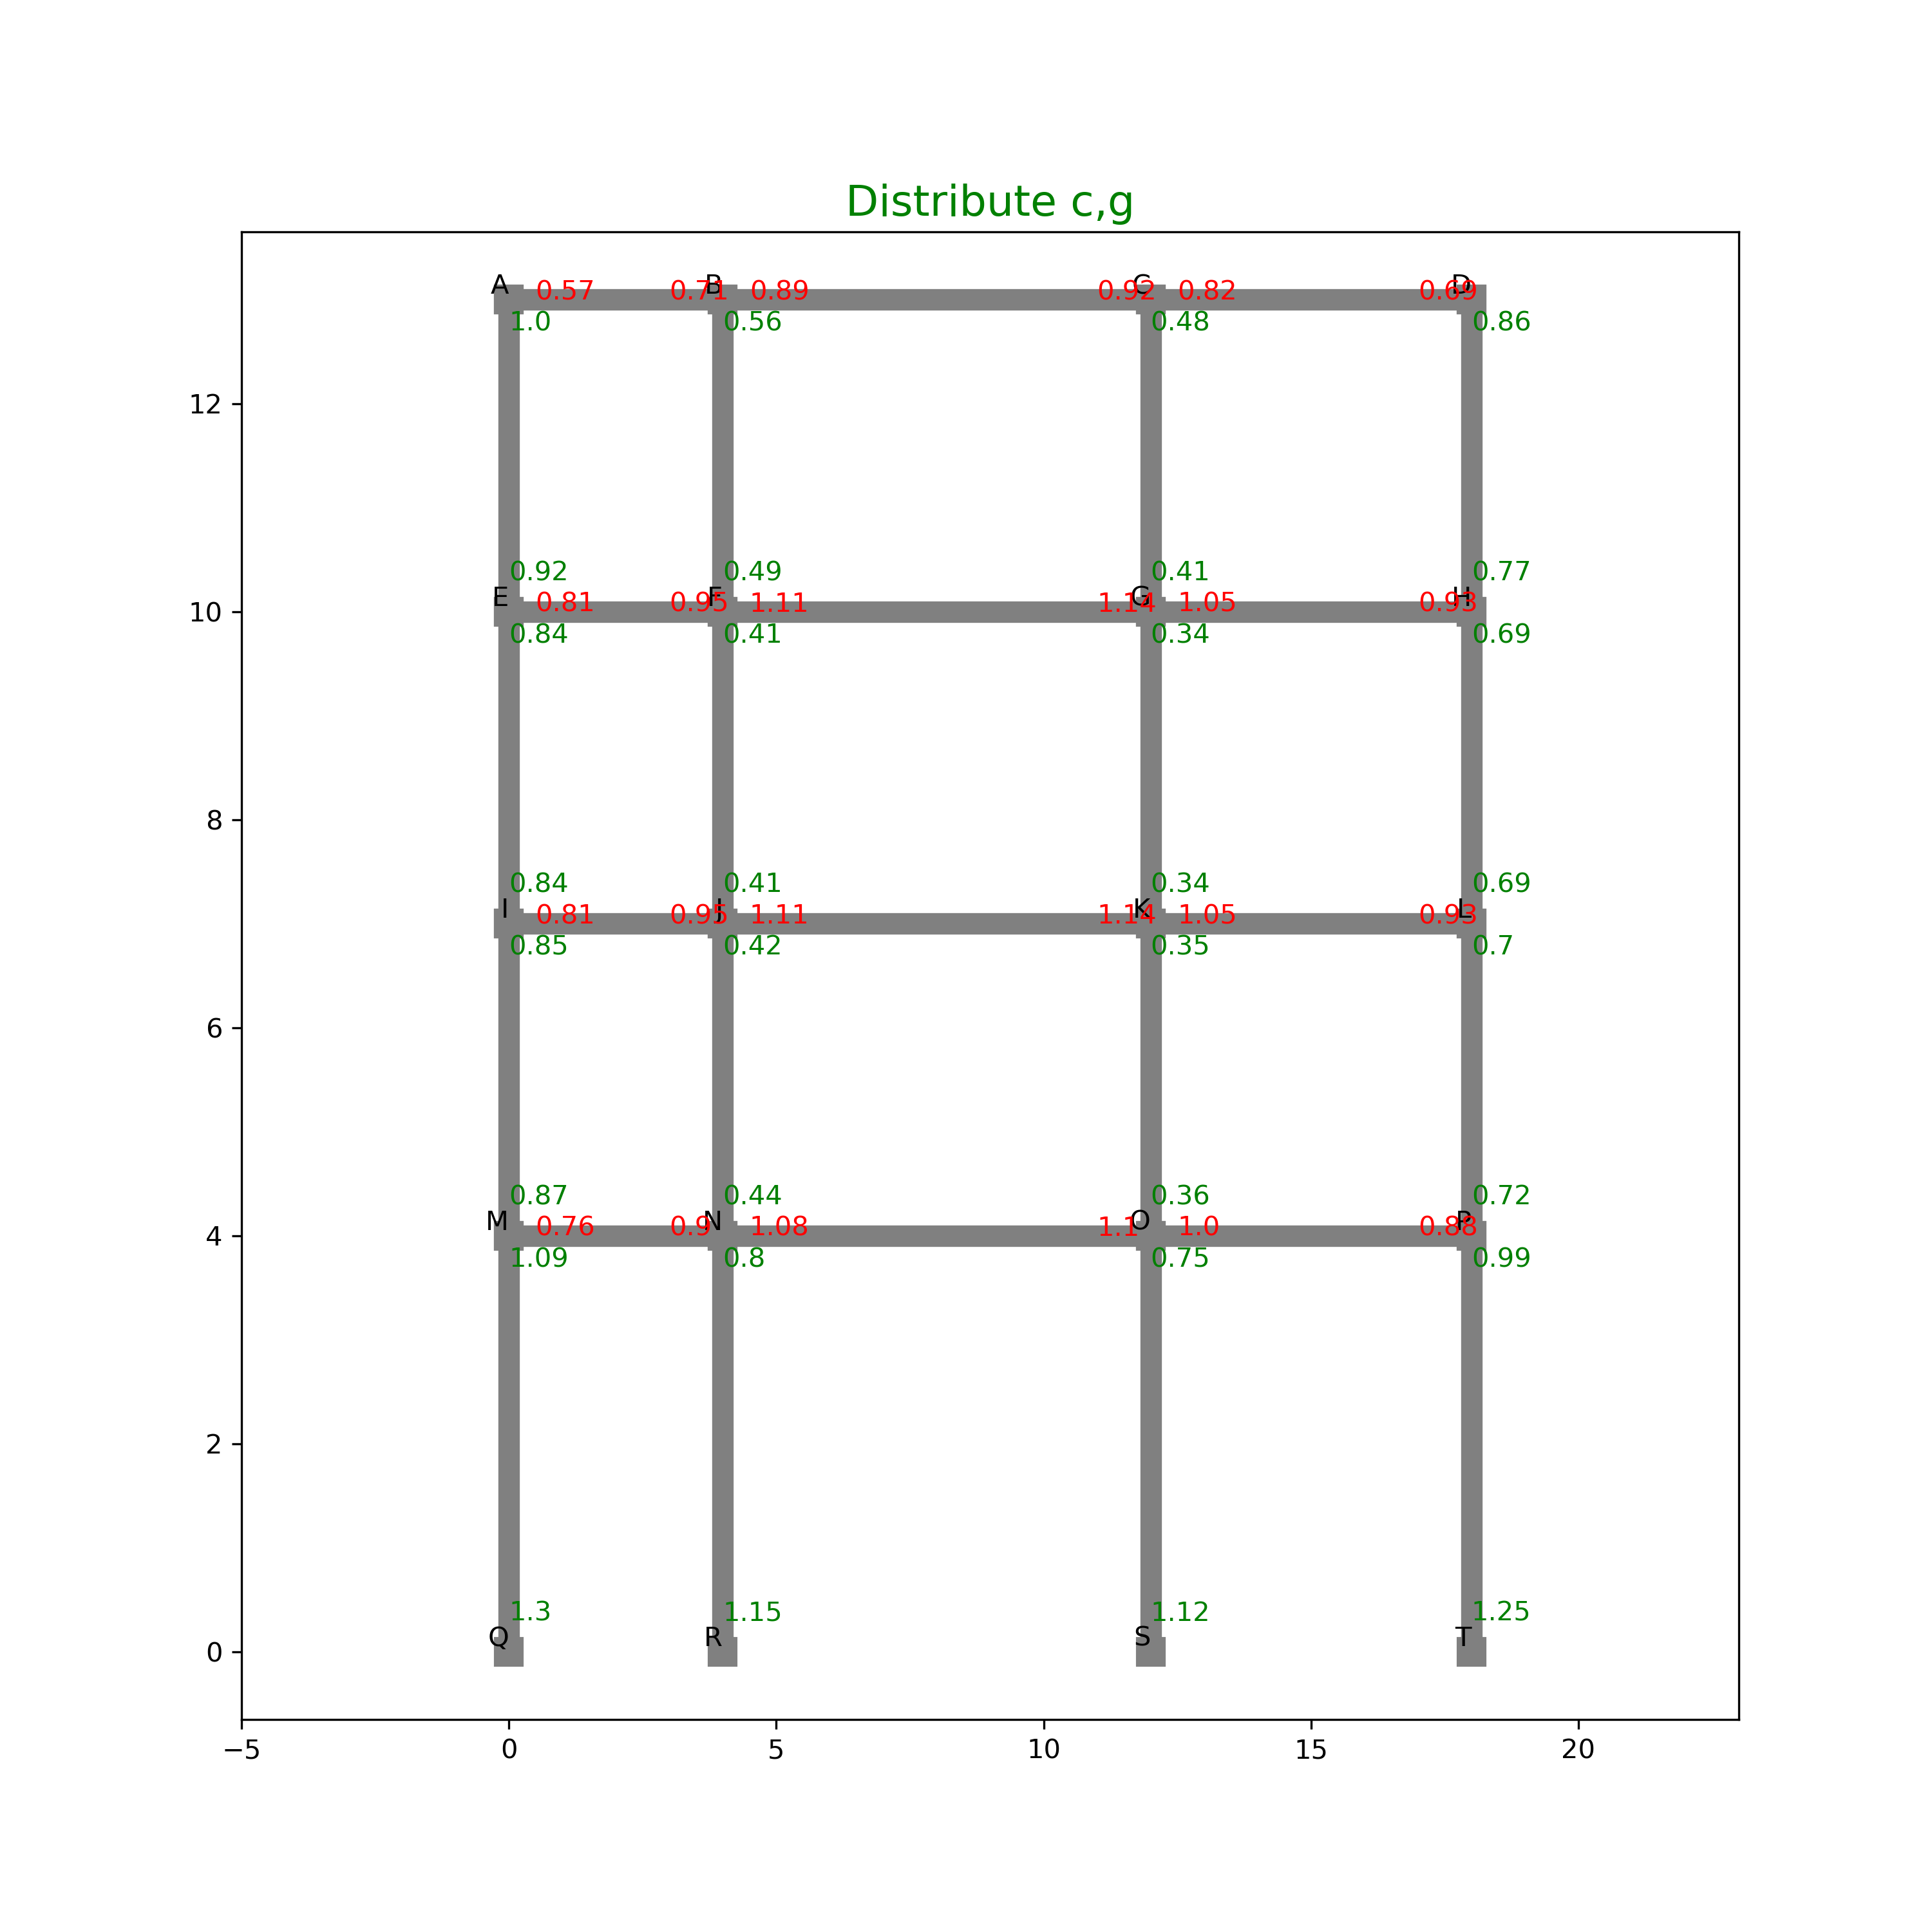 Distribute c,g
A 0.57 0.71 B 0.89 0.92 C 0.82 0.69 D
1.0 0.56 0.48 0.86
12
0.92 0.49 0.41 0.77
10 E 0.81 0.95 F 1.11 1.14 G 1.05 0.93 H
0.84 0.41 0.34 0.69
8
0.84 0.41 0.34 0.69
I 0.81 0.95 J 1.11 1.14 K 1.05 0.93 L
0.85 0.42 0.35 0.7
6
0.87 0.44 0.36 0.72
4 M 0.76 0.9 N 1.08 1.1 O 1.0 0.88 P
1.09 0.8 0.75 0.99
2
1.3 1.15 1.12 1.25
0 Q R S T
−5 0 5 10 15 20